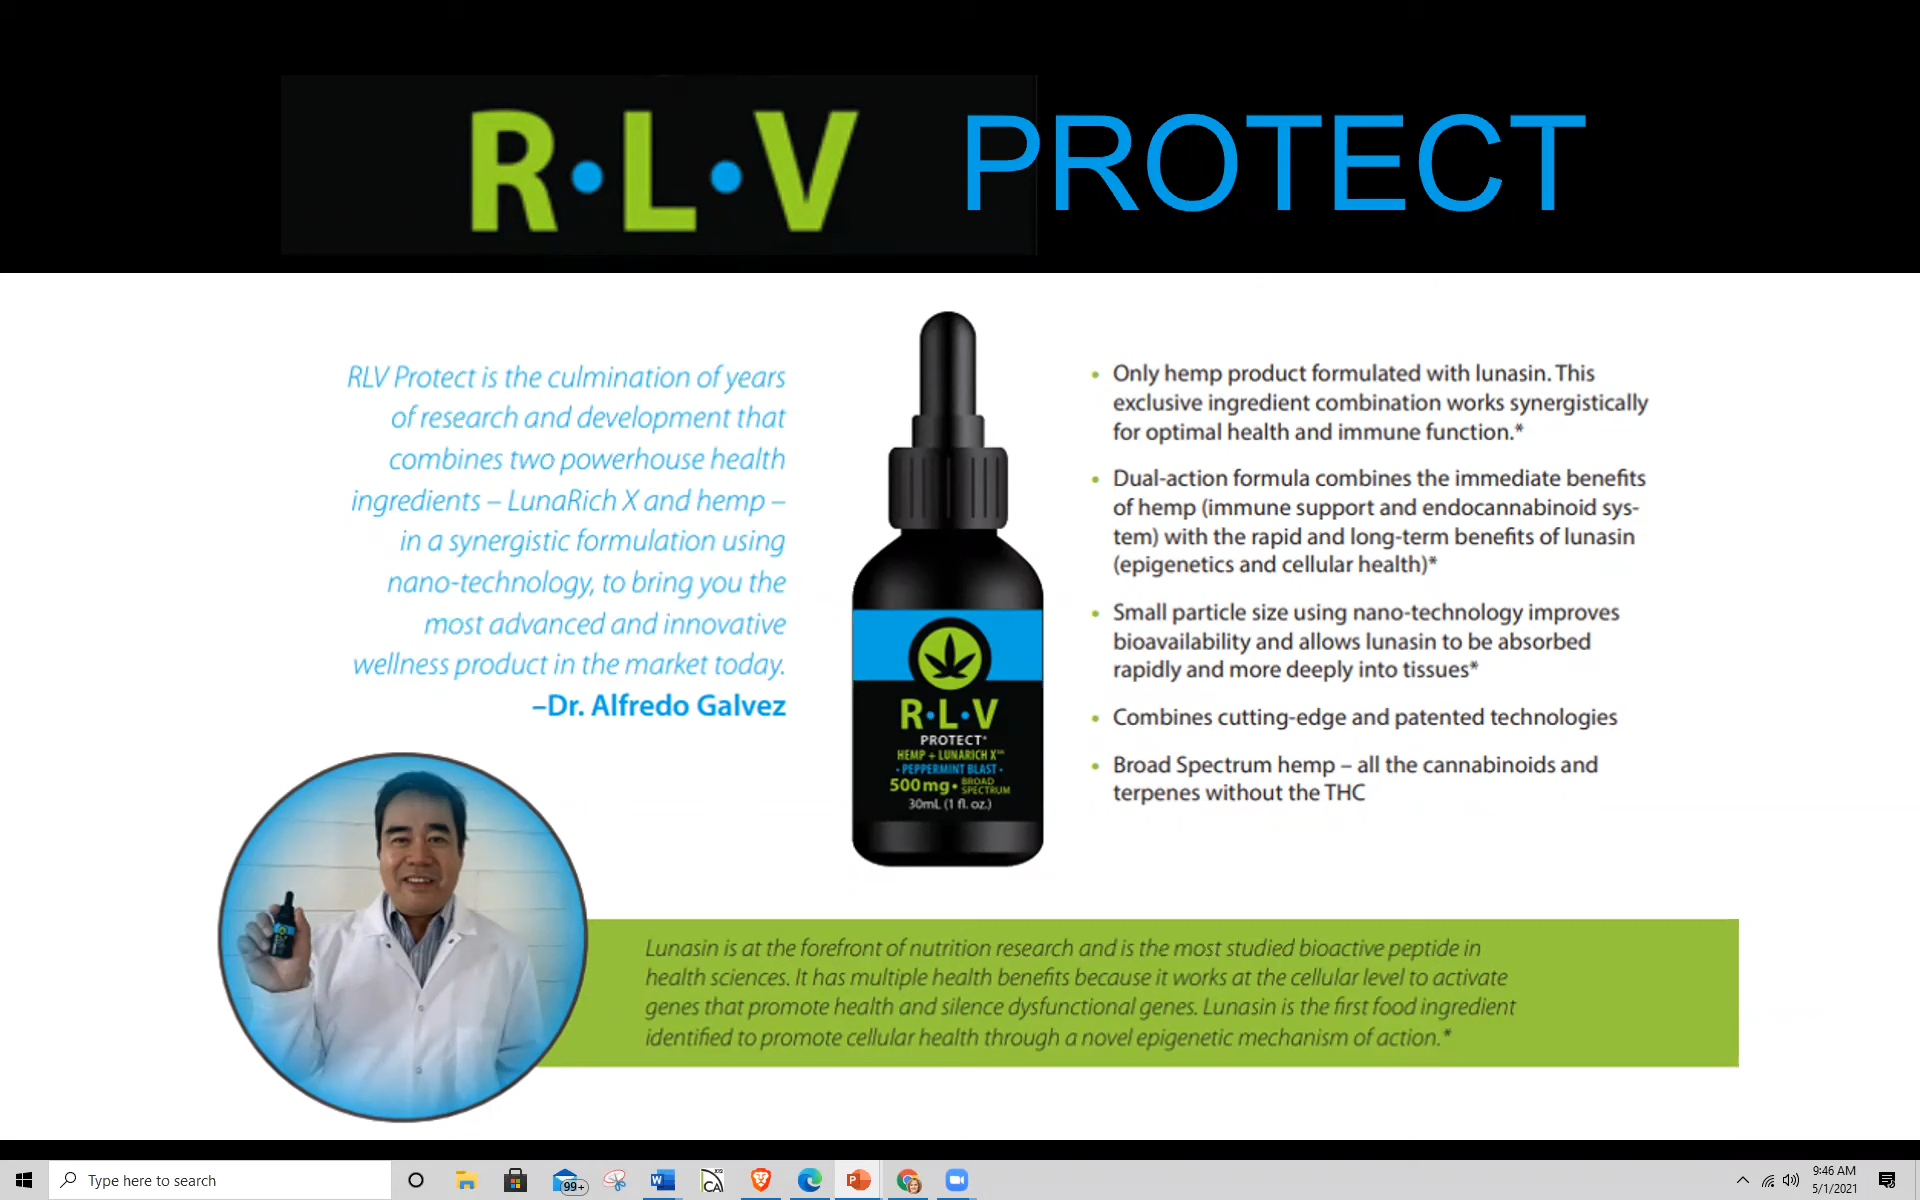 R·L·V PROTECT
RLV Protect is the culmination of years
of research and development that
combines two powerhouse health
ingredients – LunaRich X and hemp –
in a synergistic formulation using
nano-technology, to bring you the
most advanced and innovative
wellness product in the market today.
–Dr. Alfredo Galvez
R·L·V
PROTECT®
HEMP + LUNARICH X™
· PEPPERMINT BLAST ·
500mg · BROAD SPECTRUM
30mL (1 fl. oz.)
• Only hemp product formulated with lunasin. This
exclusive ingredient combination works synergistically
for optimal health and immune function.*
• Dual-action formula combines the immediate benefits
of hemp (immune support and endocannabinoid sys-
tem) with the rapid and long-term benefits of lunasin
(epigenetics and cellular health)*
• Small particle size using nano-technology improves
bioavailability and allows lunasin to be absorbed
rapidly and more deeply into tissues*
• Combines cutting-edge and patented technologies
• Broad Spectrum hemp – all the cannabinoids and
terpenes without the THC
Lunasin is at the forefront of nutrition research and is the most studied bioactive peptide in
health sciences. It has multiple health benefits because it works at the cellular level to activate
genes that promote health and silence dysfunctional genes. Lunasin is the first food ingredient
identified to promote cellular health through a novel epigenetic mechanism of action.*
Type here to search
99+
9:46 AM
5/1/2021